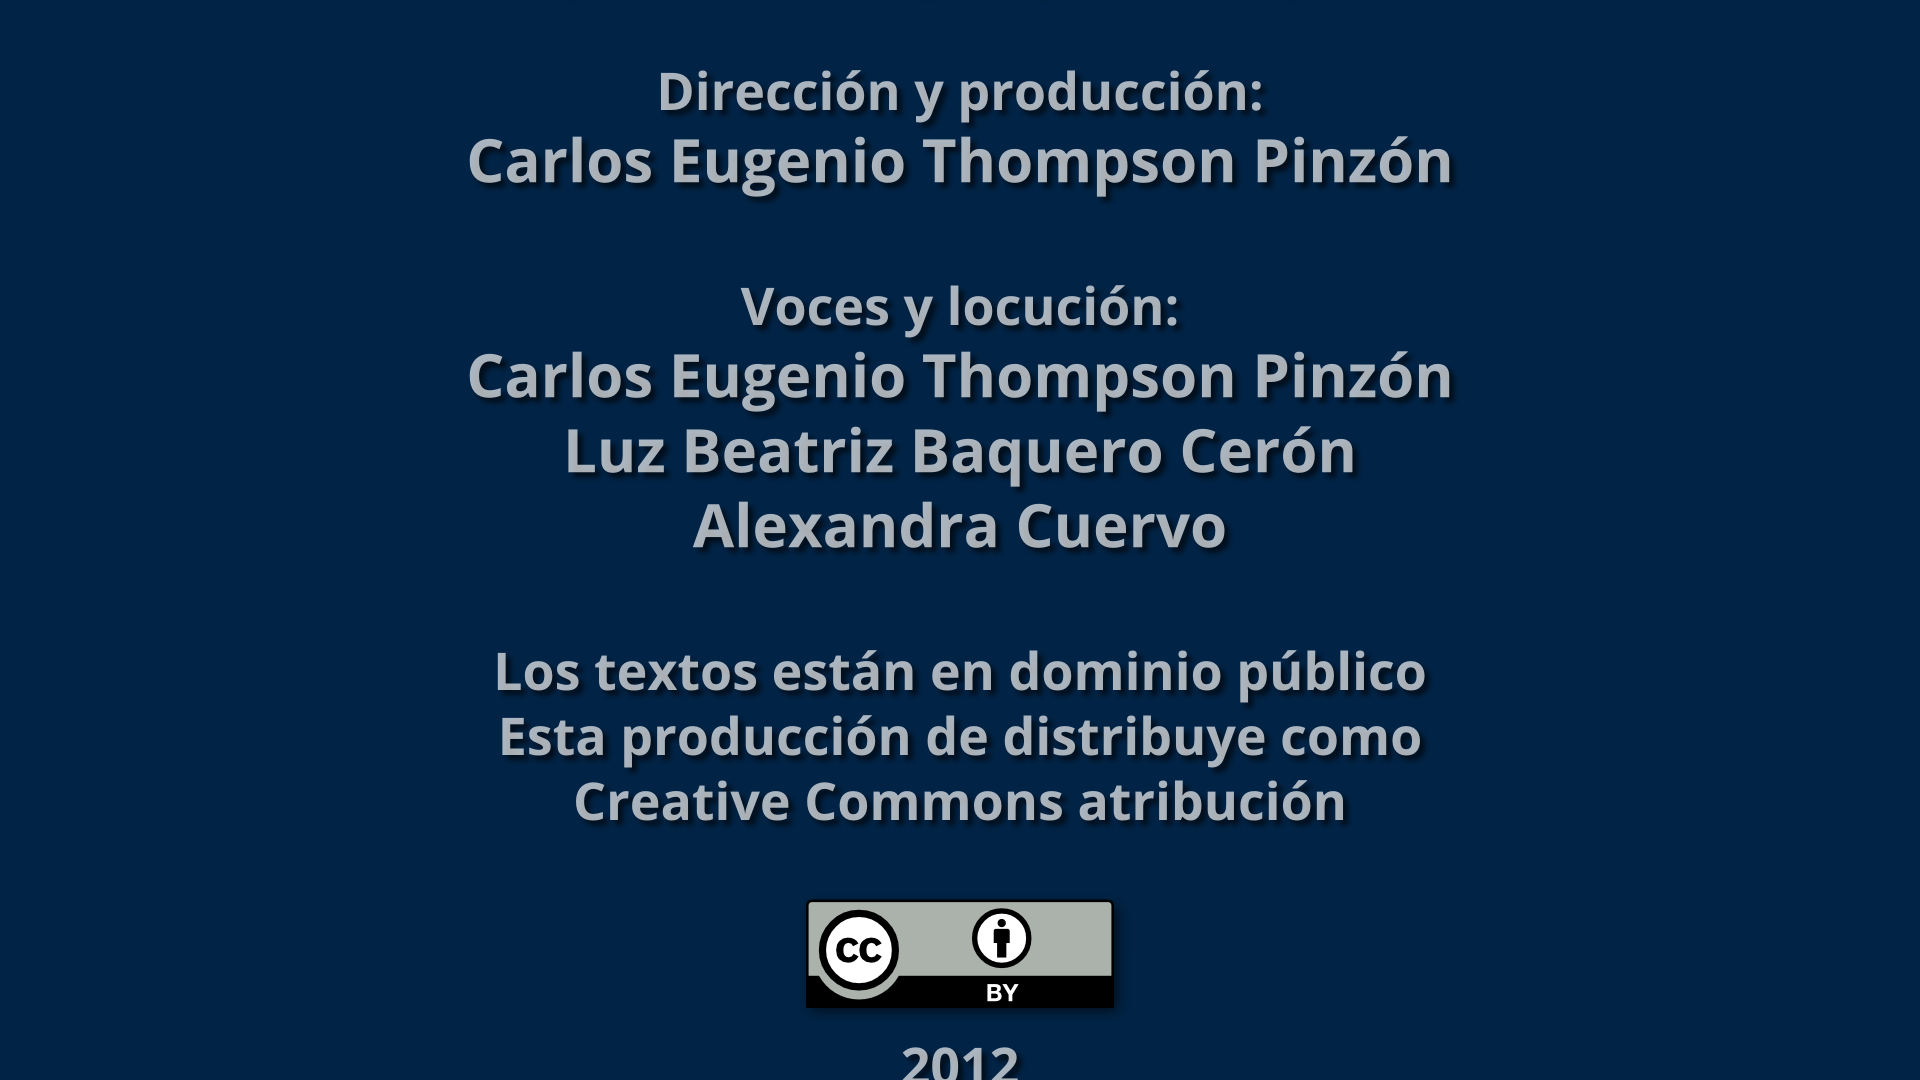 Dirección y producción:
Carlos Eugenio Thompson Pinzón
Voces y locución:
Carlos Eugenio Thompson Pinzón
Luz Beatriz Baquero Cerón
Alexandra Cuervo
Los textos están en dominio público
Esta producción de distribuye como
Creative Commons atribución
cc
BY
2012